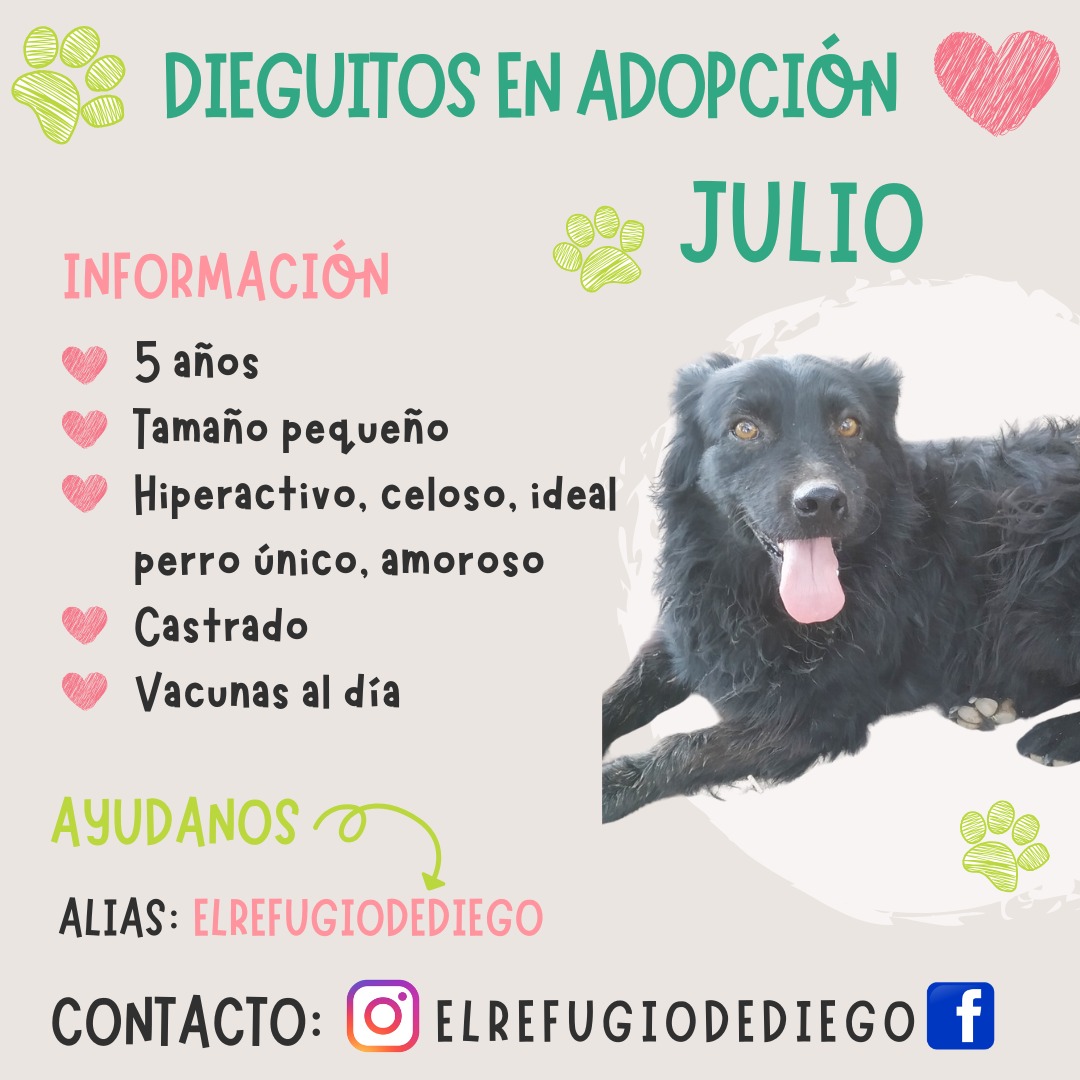 DIEGUITOS EN ADOPCIÓN
JULIO
INFORMACIÓN
5 años
Tamaño pequeño
Hiperactivo, celoso, ideal
perro único, amoroso
Castrado
Vacunas al día
AYUDANOS
ALIAS: ELREFUGIODEDIEGO
CONTACTO: ELREFUGIODEDIEGO